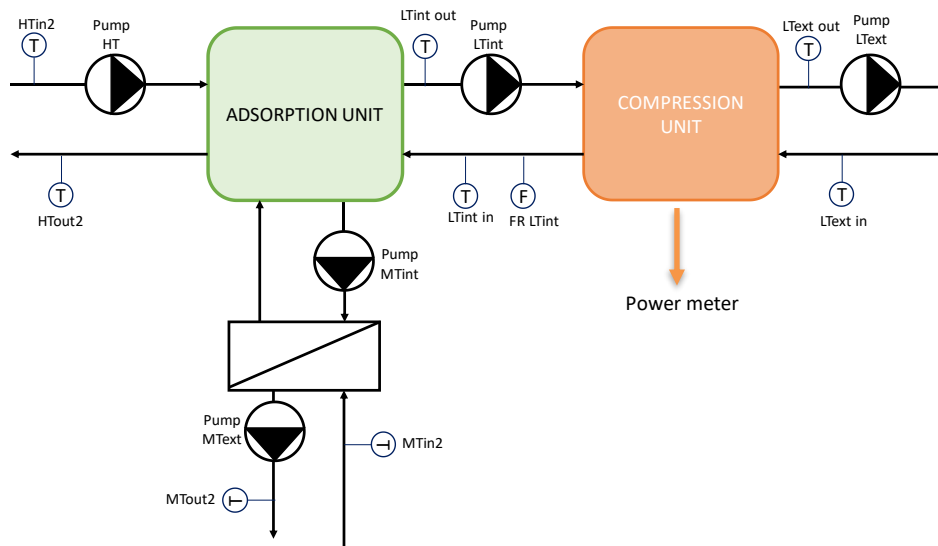 HTin2
T
Pump
HT
LTint out
T
Pump
LTint
LText out
T
Pump
LText
ADSORPTION UNIT
COMPRESSION
UNIT
T
HTout2
T
LTint in
F
FR LTint
T
LText in
Pump
MTint
Power meter
Pump
MText
T
MTin2
MTout2
T